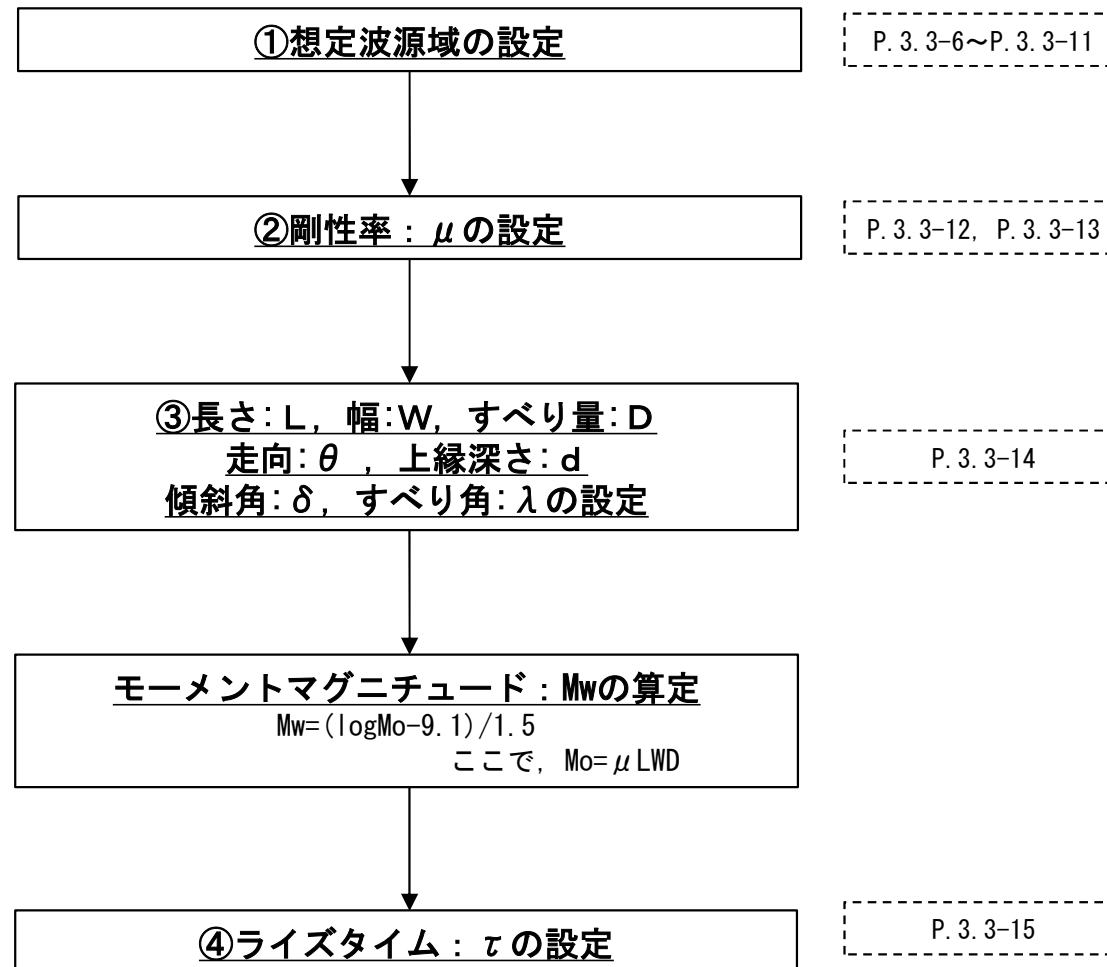 ①想定波源域の設定
P.3.3-6～P.3.3-11
②剛性率：μの設定
P.3.3-12, P.3.3-13
③長さ：L, 幅：W, すべり量：D
走向：θ, 上縁深さ：d
傾斜角：δ, すべり角：λの設定
P.3.3-14
モーメントマグニチュード：Mwの算定
Mw=(logMo-9.1)/1.5
ここで, Mo=μLWD
④ライズタイム：τの設定
P.3.3-15